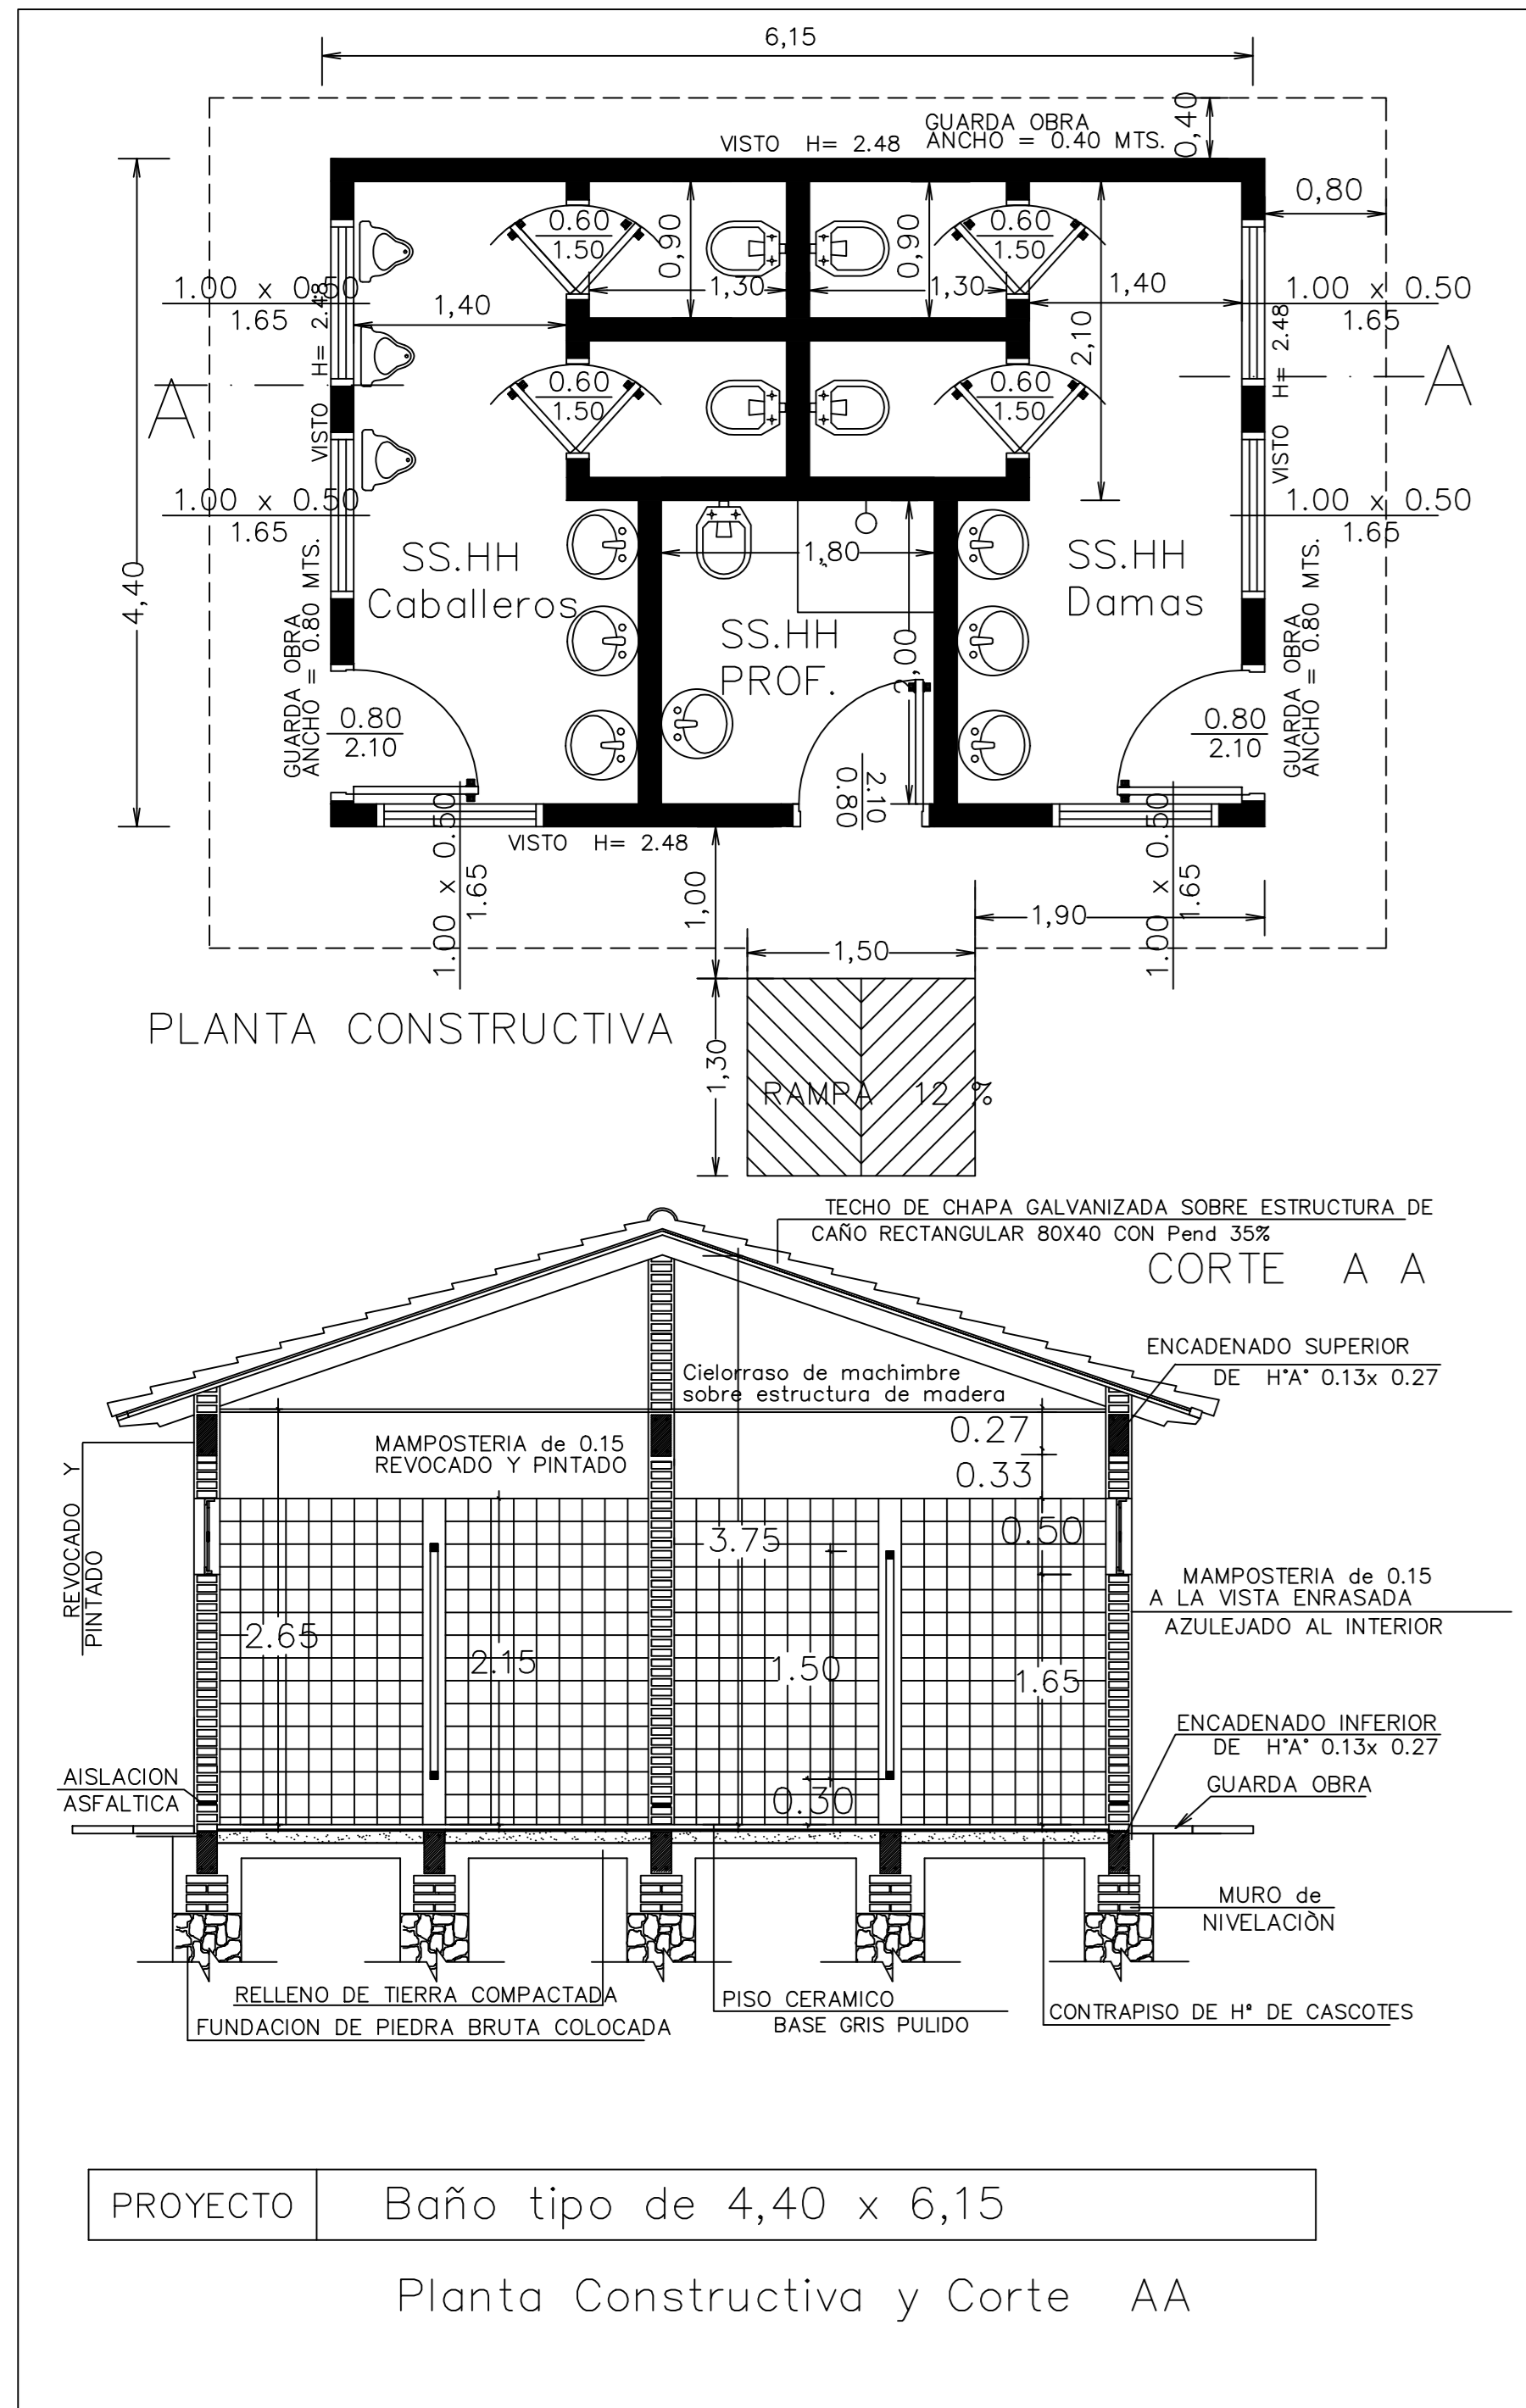 6,15
GUARDA OBRA
ANCHO = 0.40 MTS.
VISTO H= 2.48
0,40
0,80
0.60
1.50
0,90
1,30
0.60
1.50
0,90
1,30
1,40
1,40
2,10
1.00 x 0.50
1.65
VISTO H= 2.48
1.00 x 0.50
1.65
VISTO H= 2.48
A
A
0.60
1.50
0.60
1.50
1.00 x 0.50
1.65
1.00 x 0.50
1.65
4,40
SS.HH
Caballeros
1,80
SS.HH
PROF.
2,00
SS.HH
Damas
GUARDA OBRA
ANCHO = 0.80 MTS.
GUARDA OBRA
ANCHO = 0.80 MTS.
0.80
2.10
2.10
0.80
0.80
2.10
VISTO H= 2.48
1.00 x 0.50
1.65
1.00 x 0.50
1.65
1,00
1,90
1,50
PLANTA CONSTRUCTIVA
1,30
RAMPA 12 %
TECHO DE CHAPA GALVANIZADA SOBRE ESTRUCTURA DE
CAÑO RECTANGULAR 80X40 CON Pend 35%
CORTE A A
ENCADENADO SUPERIOR
DE H°A° 0.13x 0.27
Cielorraso de machimbre
sobre estructura de madera
0.27
0.33
MAMPOSTERIA de 0.15
REVOCADO Y PINTADO
REVOCADO Y
PINTADO
3.75
0.50
MAMPOSTERIA de 0.15
A LA VISTA ENRASADA
AZULEJADO AL INTERIOR
2.65
2.15
1.50
1.65
ENCADENADO INFERIOR
DE H°A° 0.13x 0.27
GUARDA OBRA
AISLACION
ASFALTICA
0.30
MURO de
NIVELACIÒN
RELLENO DE TIERRA COMPACTADA
FUNDACION DE PIEDRA BRUTA COLOCADA
PISO CERAMICO
BASE GRIS PULIDO
CONTRAPISO DE Hº DE CASCOTES
PROYECTO
Baño tipo de 4,40 x 6,15
Planta Constructiva y Corte AA